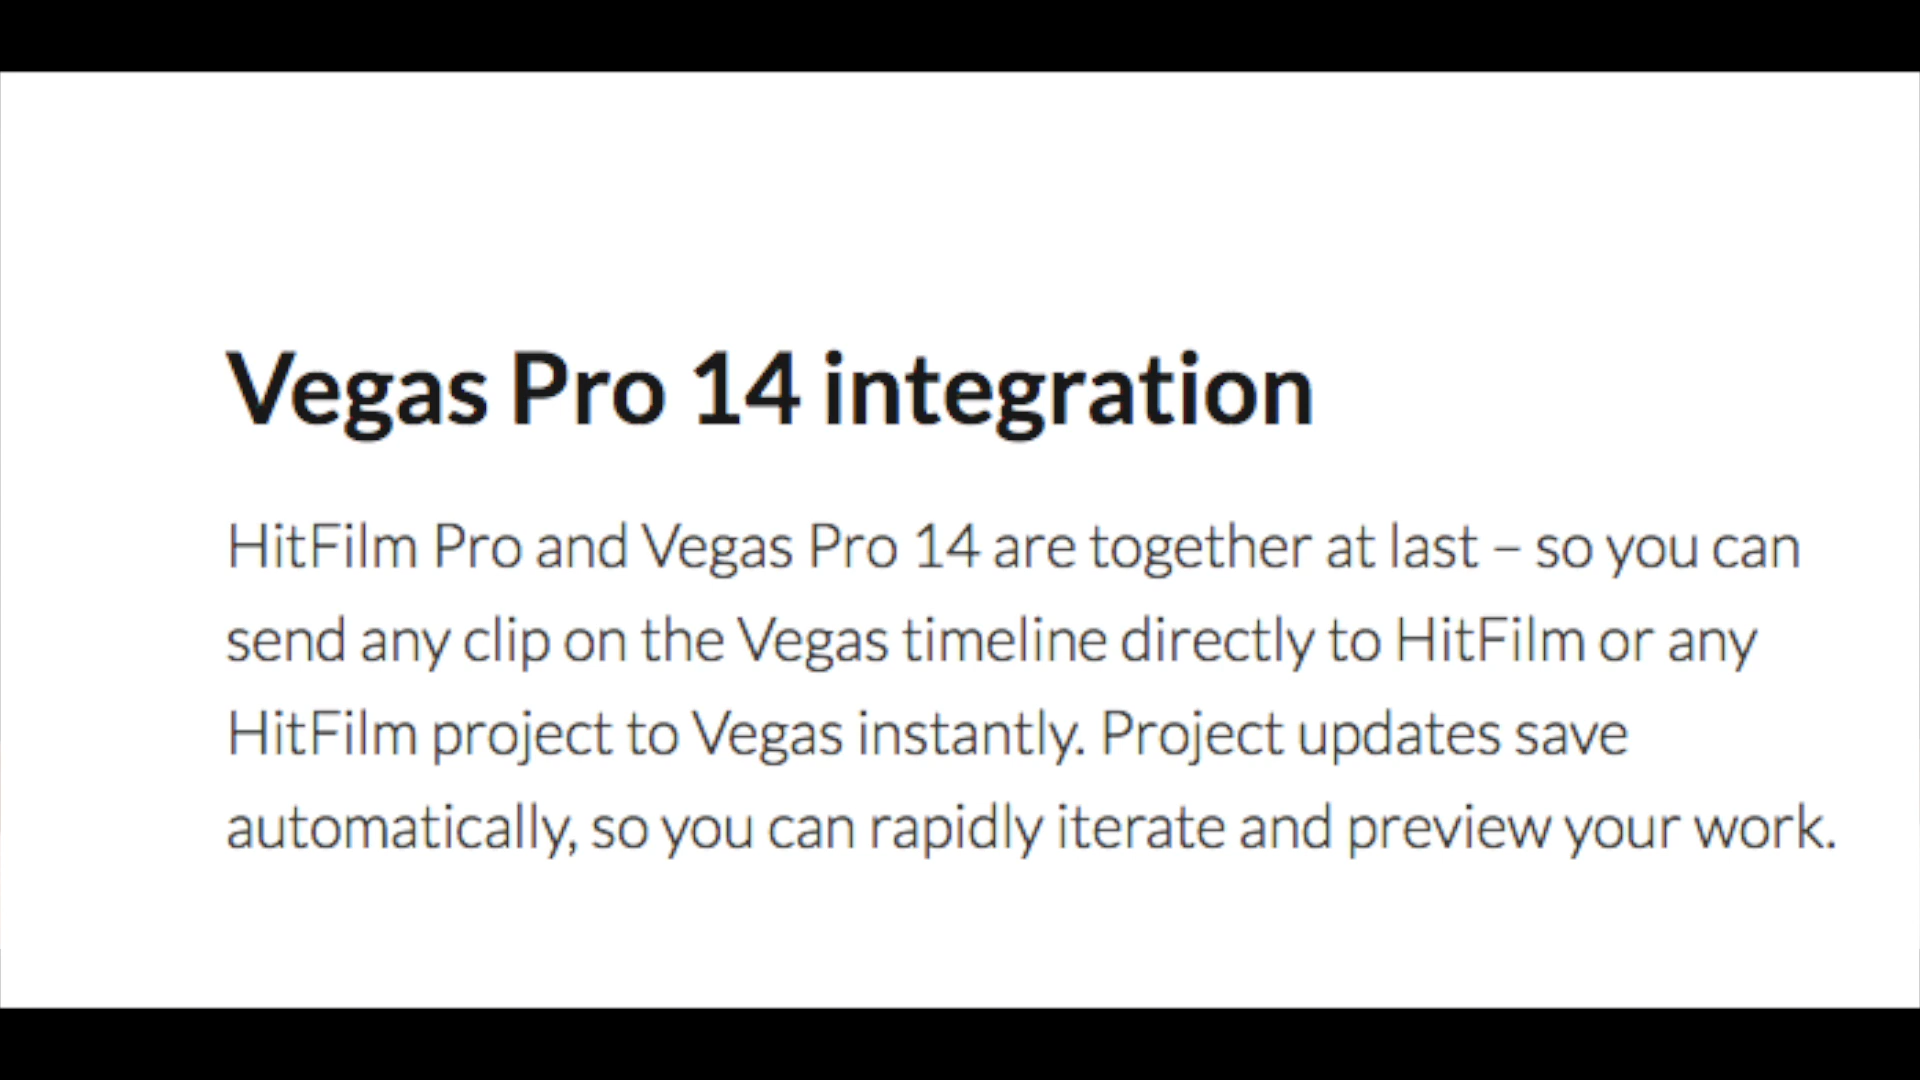 Vegas Pro 14 integration
HitFilm Pro and Vegas Pro 14 are together at last – so you can
send any clip on the Vegas timeline directly to HitFilm or any
HitFilm project to Vegas instantly. Project updates save
automatically, so you can rapidly iterate and preview your work.